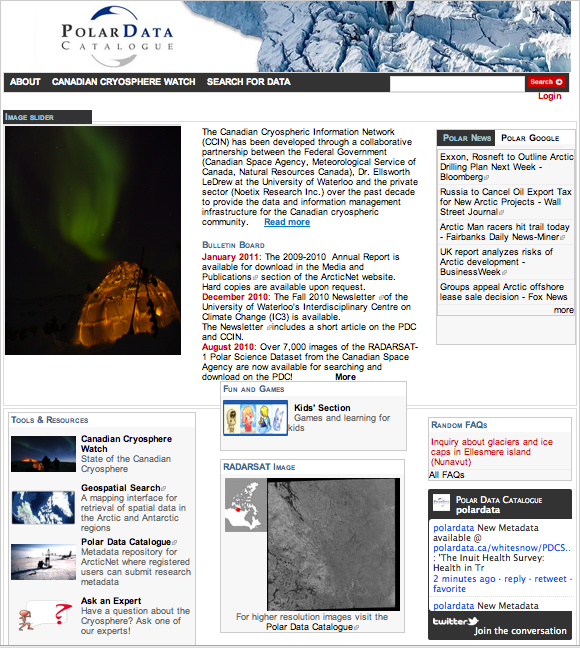 POLAR DATA
CATALOGUE
ABOUT CANADIAN CRYOSPHERE WATCH SEARCH FOR DATA
Search
Login
IMAGE SLIDER
The Canadian Cryospheric Information Network
(CCIN) has been developed through a collaborative
partnership between the Federal Government
(Canadian Space Agency, Meteorological Service of
Canada, Natural Resources Canada), Dr. Ellsworth
LeDrew at the University of Waterloo and the private
sector (Noetix Research Inc.) over the past decade
to provide the data and information management
infrastructure for the Canadian cryospheric
community. Read more
BULLETIN BOARD
January 2011: The 2009-2010 Annual Report is
available for download in the Media and
Publications section of the ArcticNet website.
Hard copies are available upon request.
December 2010: The Fall 2010 Newsletter of the
University of Waterloo's Interdisciplinary Centre on
Climate Change (IC3) is available.
The Newsletter includes a short article on the PDC
and CCIN.
August 2010: Over 7,000 images of the RADARSAT-
1 Polar Science Dataset from the Canadian Space
Agency are now available for searching and
download on the PDC! More
POLAR NEWS POLAR GOOGLE
Exxon, Rosneft to Outline Arctic
Drilling Plan Next Week -
Bloomberg
Russia to Cancel Oil Export Tax
for New Arctic Projects - Wall
Street Journal
Arctic Man racers hit trail today
- Fairbanks Daily News-Miner
UK report analyzes risks of
Arctic development -
BusinessWeek
Groups appeal Arctic offshore
lease sale decision - Fox News
more
FUN AND GAMES
Kids' Section
Games and learning for
kids
TOOLS & RESOURCES
Canadian Cryosphere
Watch
State of the Canadian
Cryosphere
Geospatial Search
A mapping interface for
retrieval of spatial data in
the Arctic and Antarctic
regions
Polar Data Catalogue
Metadata repository for
ArcticNet where registered
users can submit research
metadata
Ask an Expert
Have a question about the
Cryosphere? Ask one of
our experts!
RADARSAT IMAGE
For higher resolution images visit the
Polar Data Catalogue
RANDOM FAQS
Inquiry about glaciers and ice
caps in Ellesmere island
(Nunavut)
All FAQs
POLAR DATA CATALOGUE
polardata
polardata New Metadata
available @
polardata.ca/whitesnow/PDCS...
: 'The Inuit Health Survey:
Health in Tr
2 minutes ago · reply · retweet ·
favorite
polardata New Metadata
twitter
Join the conversation